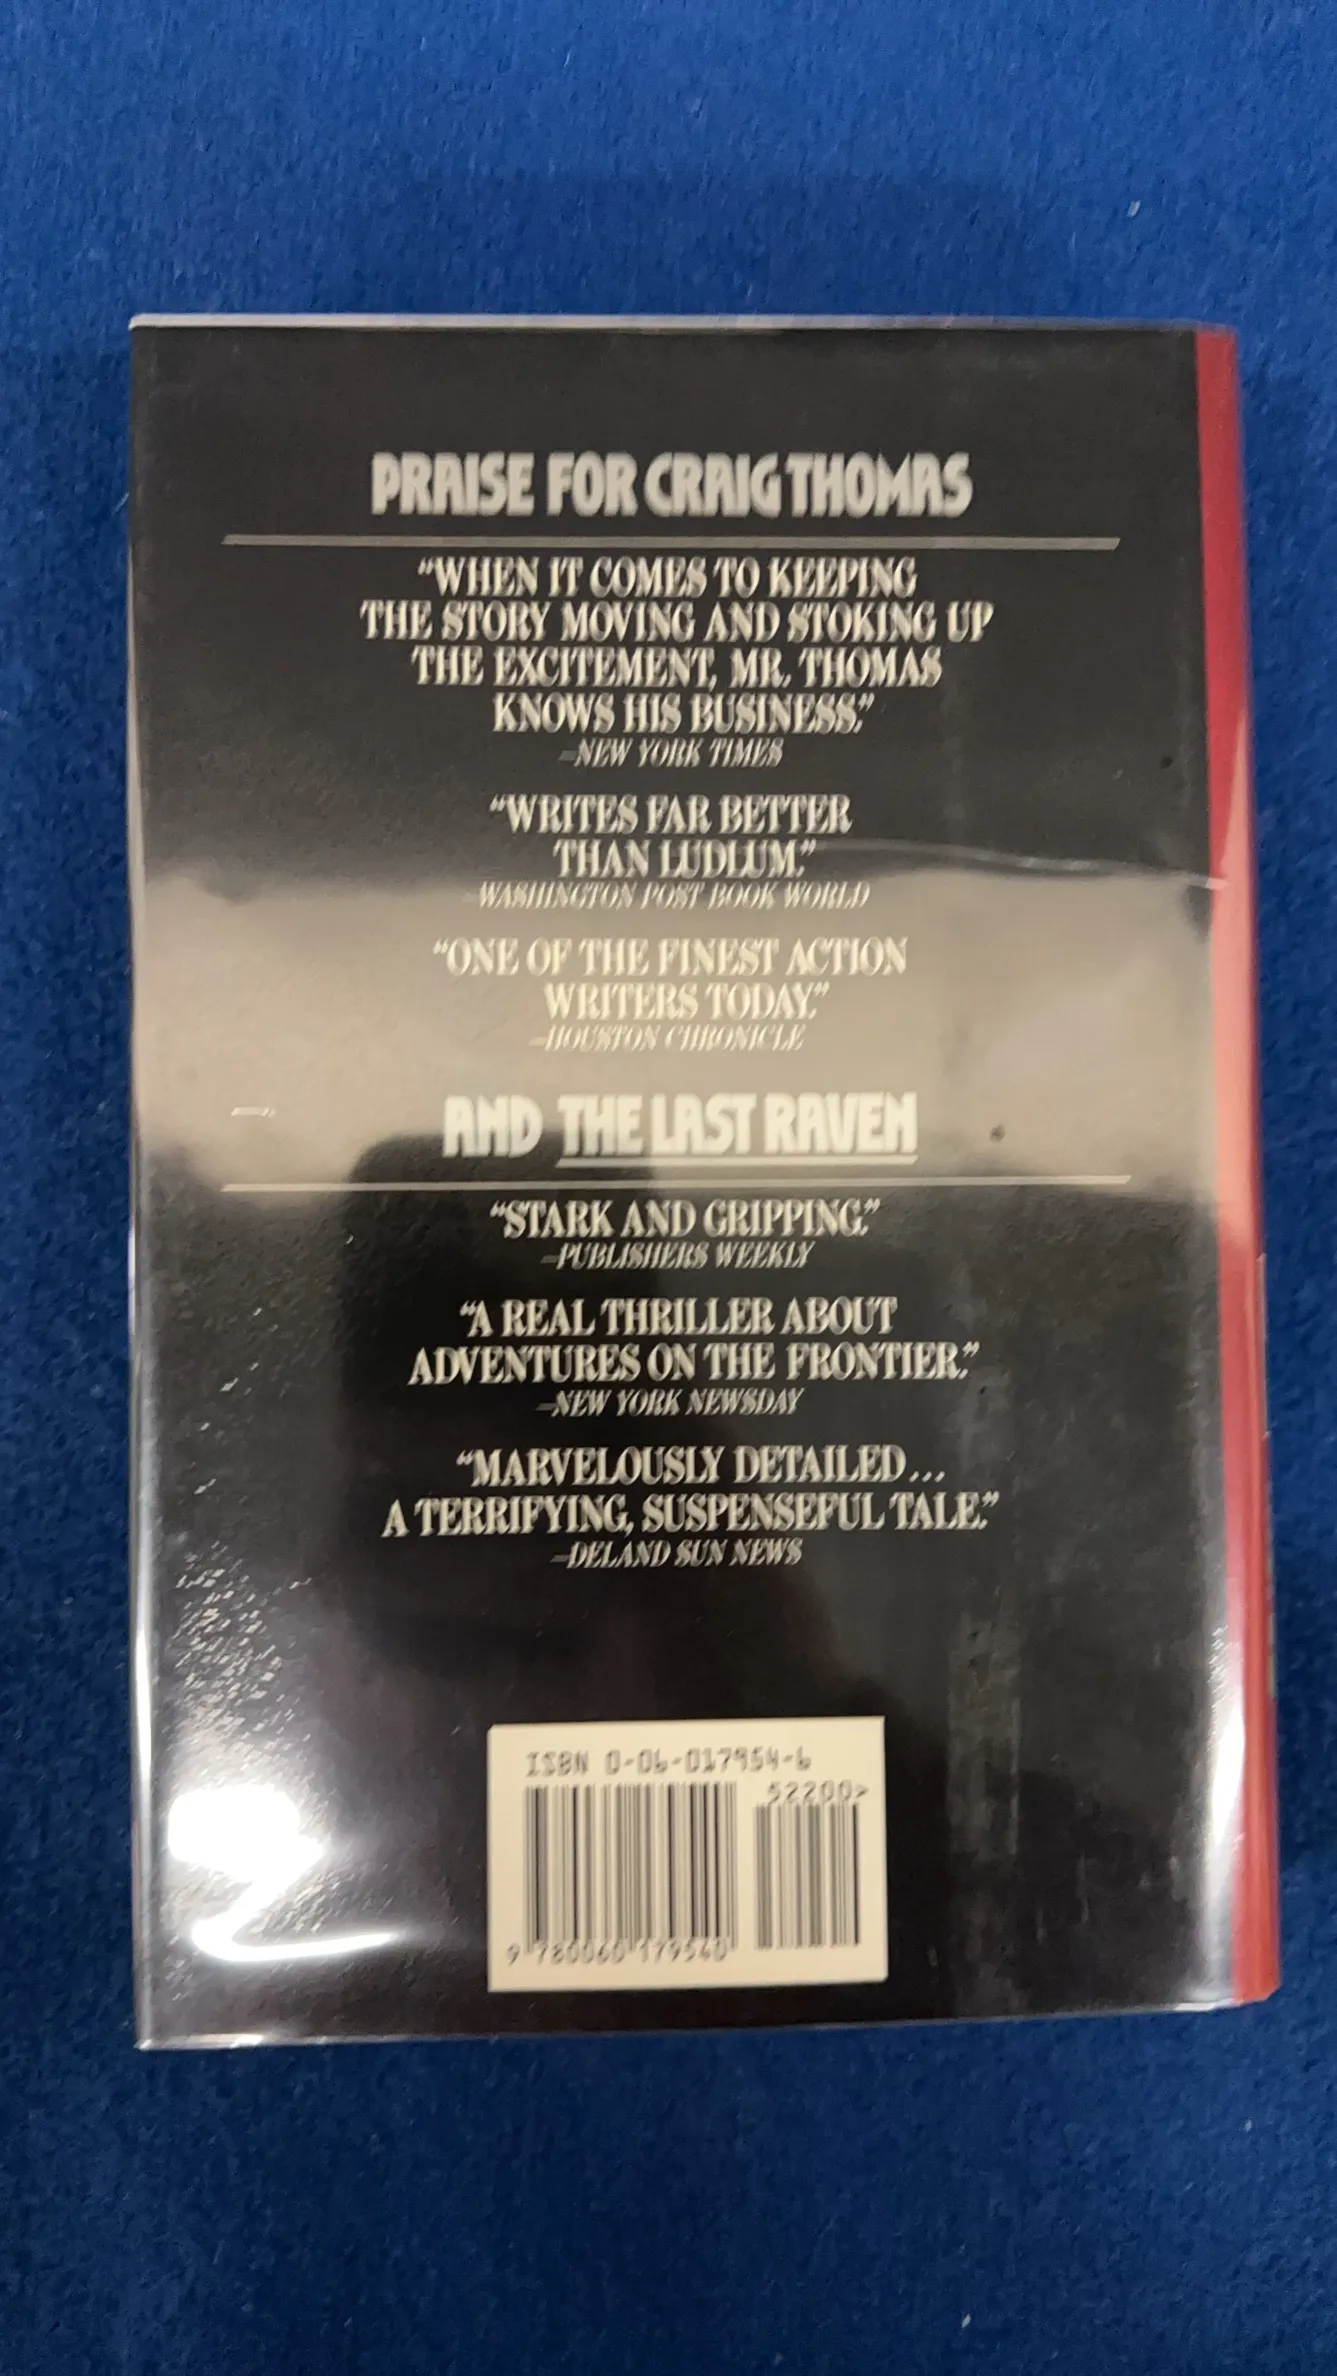 PRAISE FOR CRAIG THOMAS
“WHEN IT COMES TO KEEPING
THE STORY MOVING AND STOKING UP
THE EXCITEMENT, MR. THOMAS
KNOWS HIS BUSINESS.”
–NEW YORK TIMES
“WRITES FAR BETTER
THAN LUDLUM.”
–WASHINGTON POST BOOK WORLD
“ONE OF THE FINEST ACTION
WRITERS TODAY.”
–HOUSTON CHRONICLE
AND THE LAST RAVEN
“STARK AND GRIPPING.”
–PUBLISHERS WEEKLY
“A REAL THRILLER ABOUT
ADVENTURES ON THE FRONTIER.”
–NEW YORK NEWSDAY
“MARVELOUSLY DETAILED...
A TERRIFYING, SUSPENSEFUL TALE.”
–DELAND SUN NEWS
ISBN 0-06-017954-6
52200>
9 780060 179540